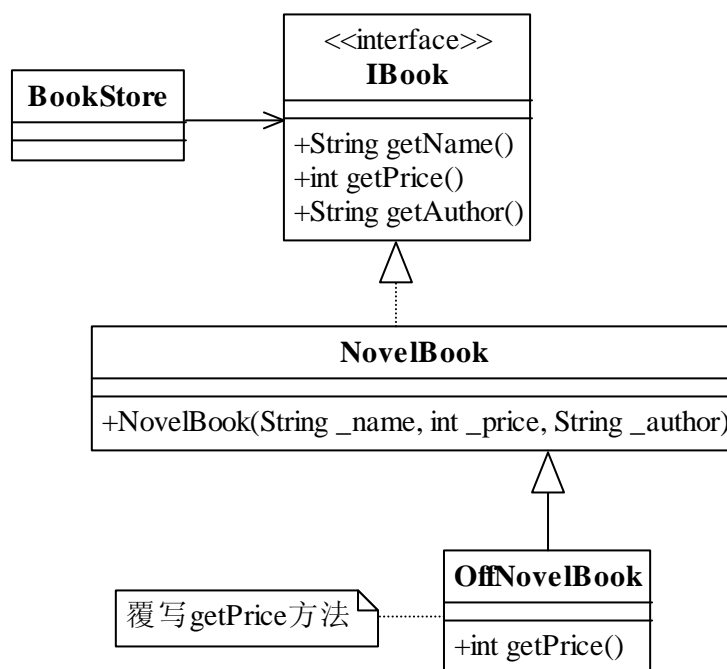 <<interface>>
IBook
BookStore
+String getName()
+int getPrice()
+String getAuthor()
NovelBook
+NovelBook(String _name, int _price, String _author)
OffNovelBook
覆写getPrice方法
+int getPrice()